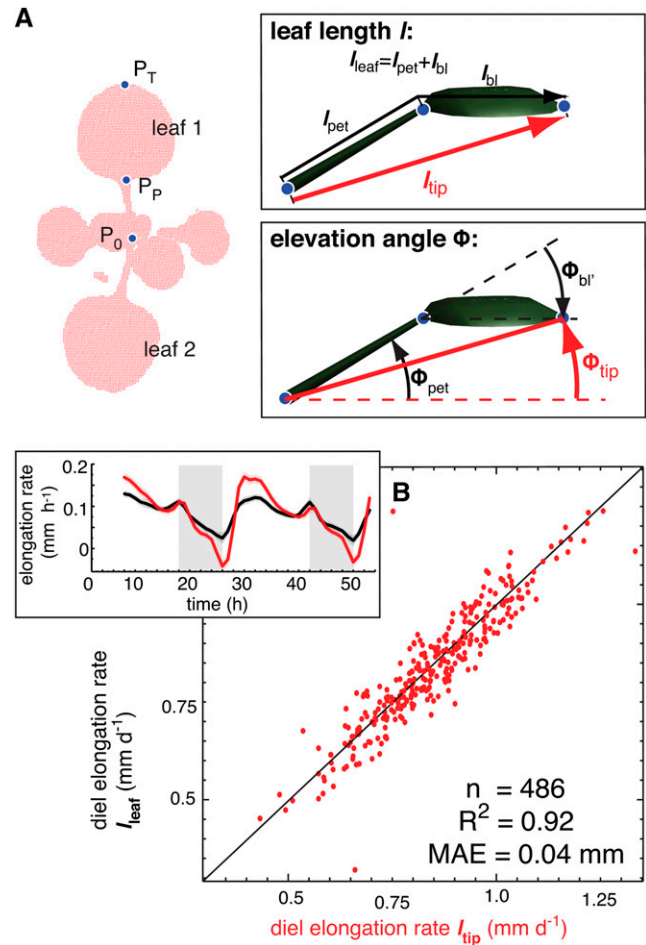 A
P_T
leaf 1
P_P
P_0
leaf 2
leaf length l:
l_leaf=l_pet+l_bl
l_bl
l_pet
l_tip
elevation angle Φ:
Φ_bl'
Φ_tip
Φ_pet
B
elongation rate
(mm h⁻¹)
0.2
0.1
0
0 10 20 30 40 50
time (h)
diel elongation rate
l_leaf (mm d⁻¹)
0.75
0.5
n = 486
R² = 0.92
MAE = 0.04 mm
0.5 0.75 1.0 1.25
diel elongation rate l_tip (mm d⁻¹)